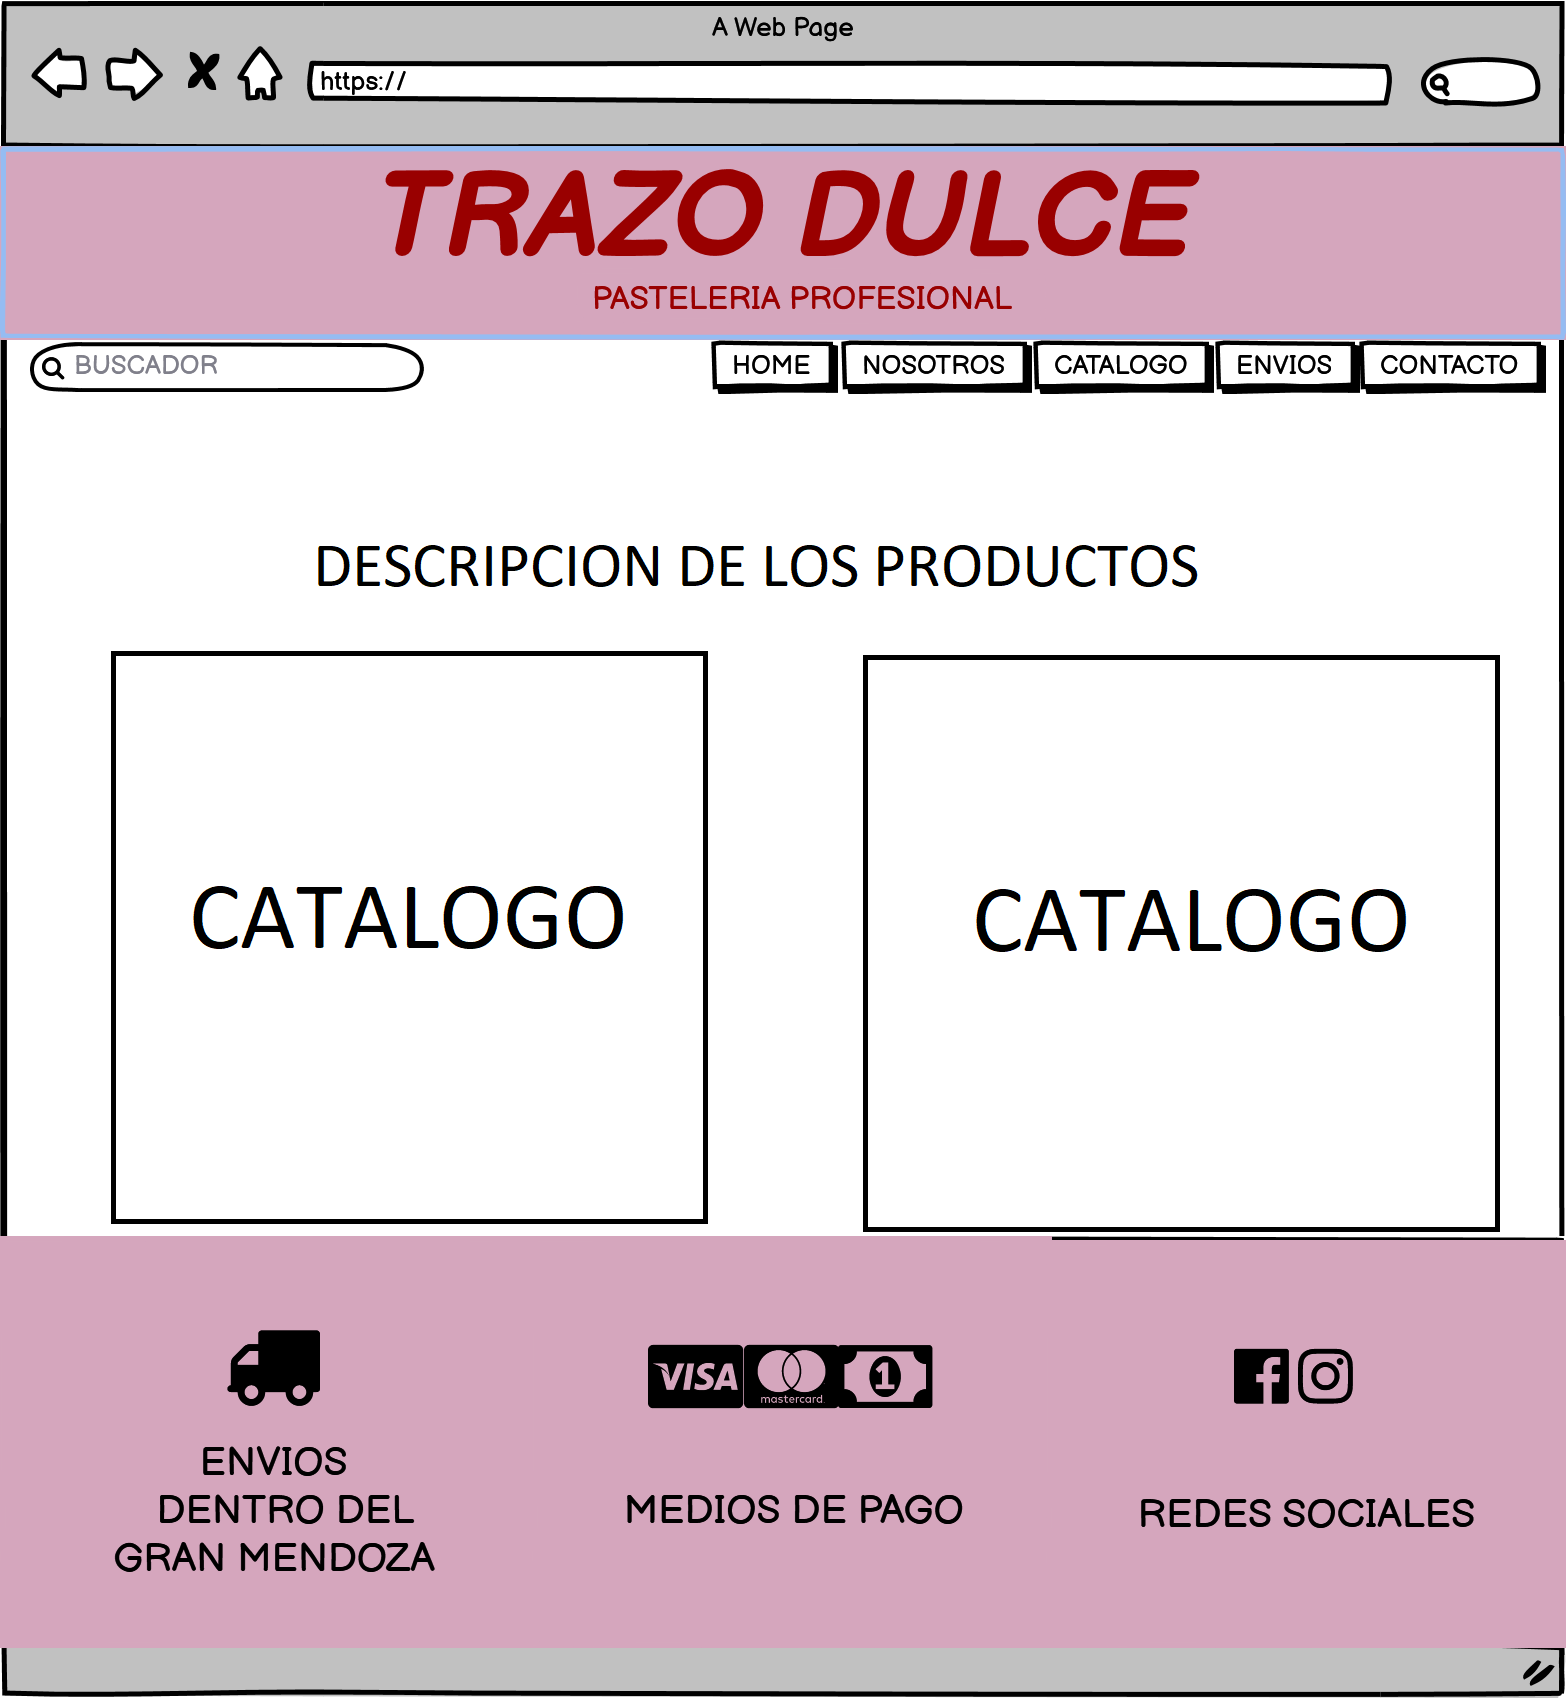 A Web Page
https://
TRAZO DULCE
PASTELERIA PROFESIONAL
BUSCADOR
HOME
NOSOTROS
CATALOGO
ENVIOS
CONTACTO
DESCRIPCION DE LOS PRODUCTOS
CATALOGO
CATALOGO
VISA
mastercard
1
ENVIOS
DENTRO DEL
GRAN MENDOZA
MEDIOS DE PAGO
REDES SOCIALES